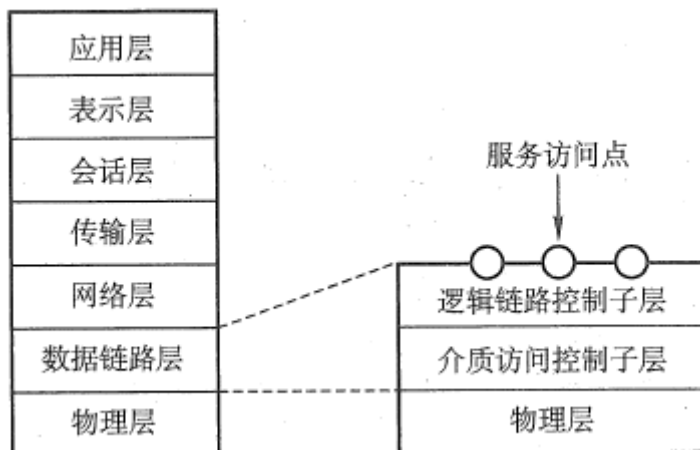 应用层
表示层
会话层
传输层
网络层
数据链路层
物理层
服务访问点
逻辑链路控制子层
介质访问控制子层
物理层